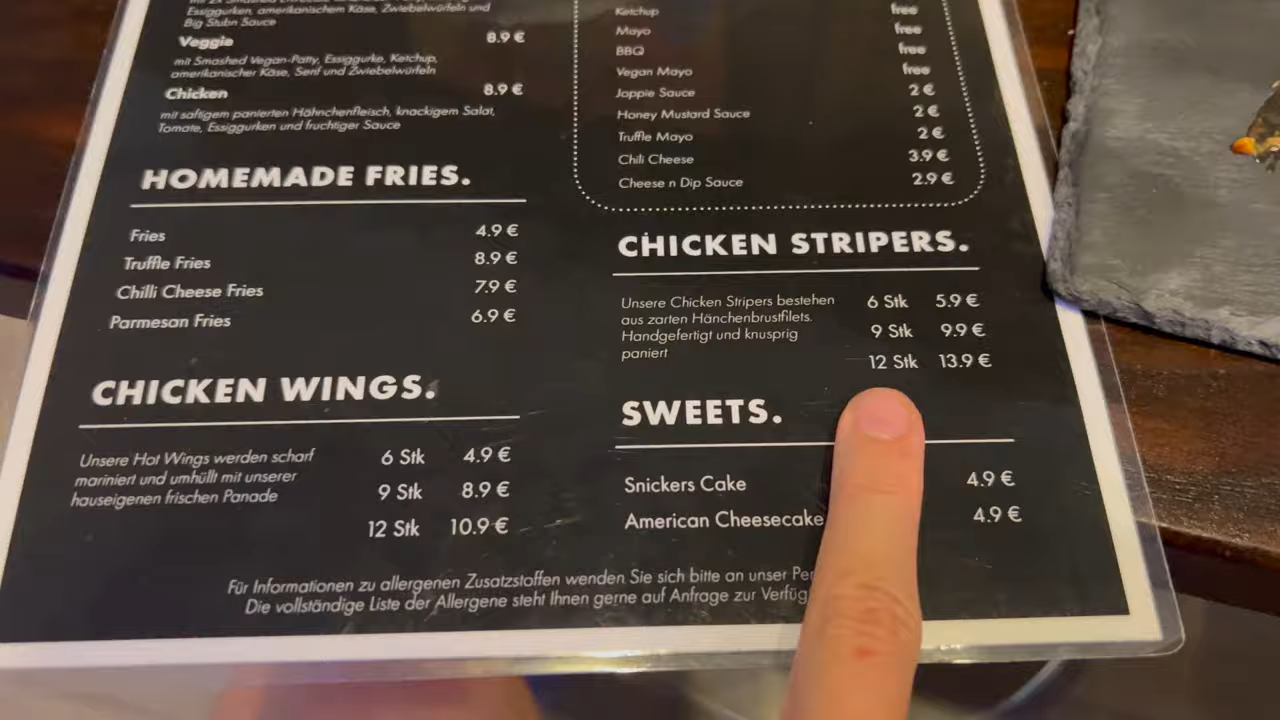 Essiggurken, amerikanischem Käse, Zwiebelwürfeln und
Big Stubn Sauce
Veggie 8.9 €
mit Smashed Vegan-Patty, Essiggurke, Ketchup,
amerikanischer Käse, Senf und Zwiebelwürfeln
Chicken 8.9 €
mit saftigem panierten Hähnchenfleisch, knackigem Salat,
Tomate, Essiggurken und fruchtiger Sauce
HOMEMADE FRIES.
Fries 4.9 €
Truffle Fries 8.9 €
Chilli Cheese Fries 7.9 €
Parmesan Fries 6.9 €
CHICKEN WINGS.
Unsere Hot Wings werden scharf
mariniert und umhüllt mit unserer
hauseigenen frischen Panade
6 Stk 4.9 €
9 Stk 8.9 €
12 Stk 10.9 €
Ketchup free
Mayo free
BBQ free
Vegan Mayo free
Joppie Sauce 2 €
Honey Mustard Sauce 2 €
Truffle Mayo 2 €
Chili Cheese 3.9 €
Cheese n Dip Sauce 2.9 €
CHICKEN STRIPERS.
Unsere Chicken Stripers bestehen
aus zarten Hänchenbrustfilets.
Handgefertigt und knusprig
paniert
6 Stk 5.9 €
9 Stk 9.9 €
12 Stk 13.9 €
SWEETS.
Snickers Cake 4.9 €
American Cheesecake 4.9 €
Für Informationen zu allergenen Zusatzstoffen wenden Sie sich bitte an unser Per
Die vollständige Liste der Allergene steht Ihnen gerne auf Anfrage zur Verfüg